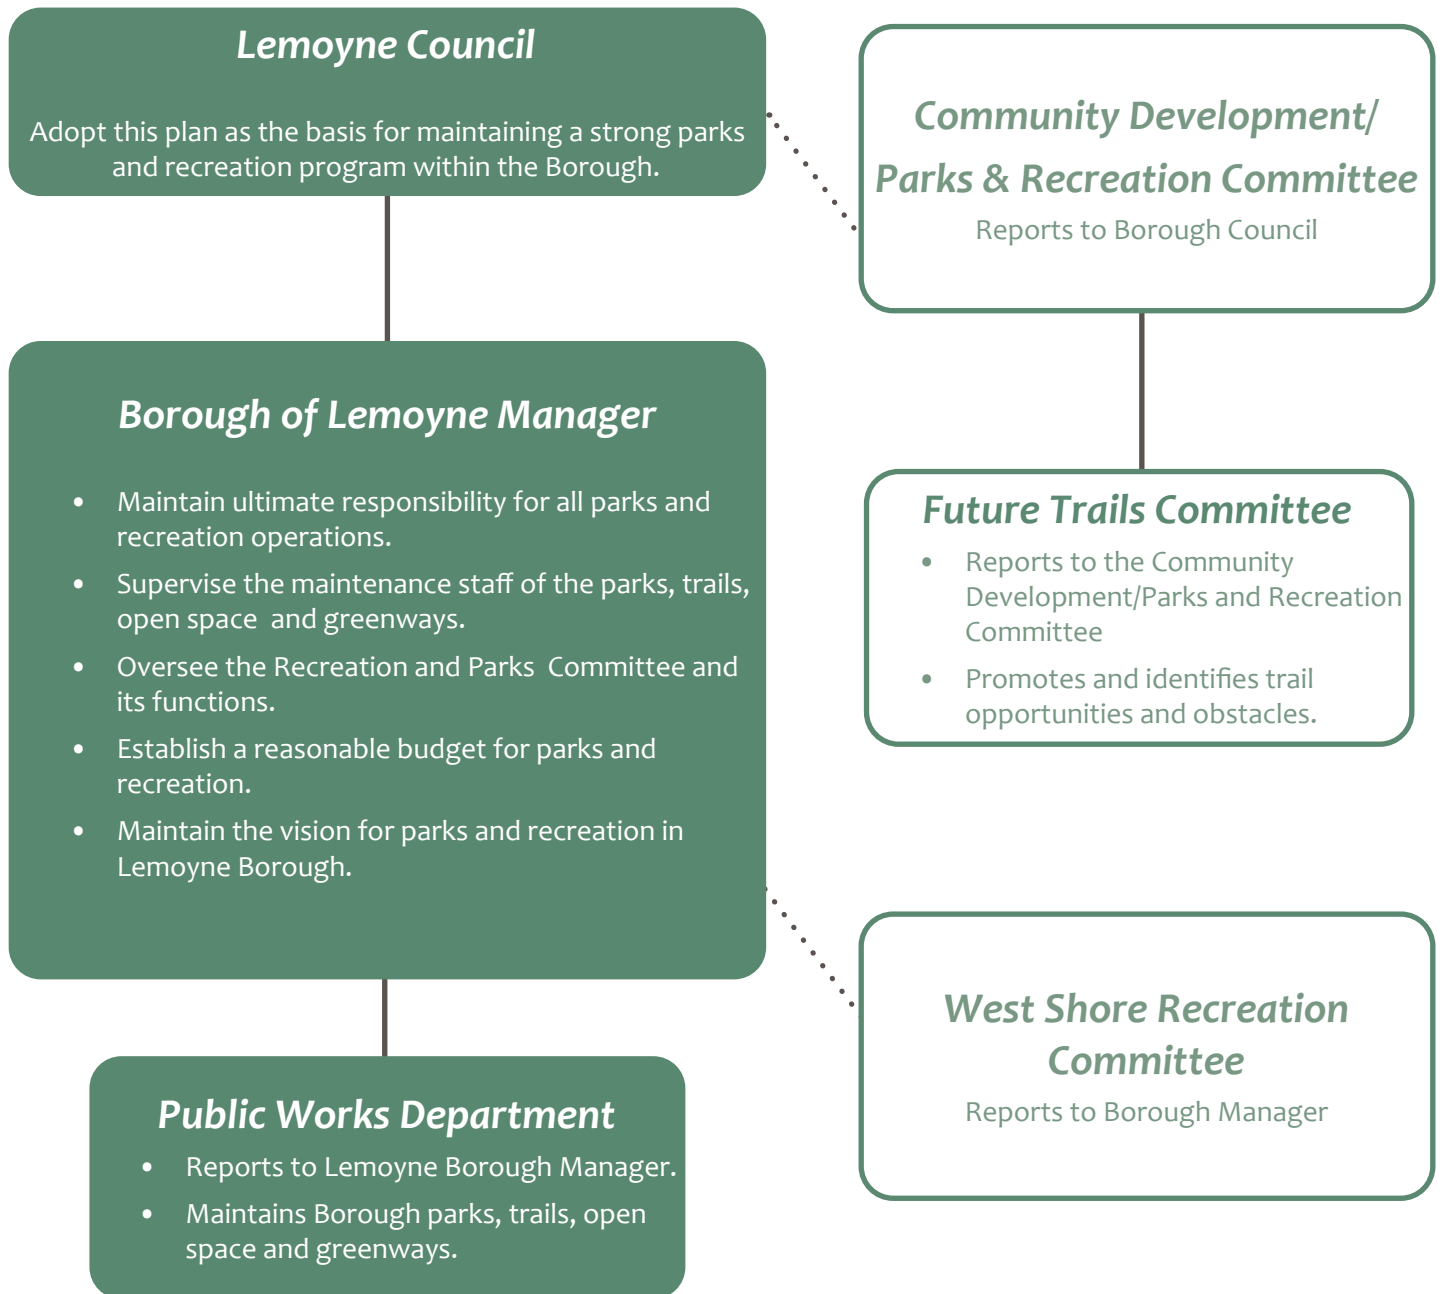 Lemoyne Council
Adopt this plan as the basis for maintaining a strong parks
and recreation program within the Borough.
Community Development/
Parks & Recreation Committee
Reports to Borough Council
Borough of Lemoyne Manager
• Maintain ultimate responsibility for all parks and
recreation operations.
• Supervise the maintenance staff of the parks, trails,
open space and greenways.
• Oversee the Recreation and Parks Committee and
its functions.
• Establish a reasonable budget for parks and
recreation.
• Maintain the vision for parks and recreation in
Lemoyne Borough.
Future Trails Committee
• Reports to the Community
Development/Parks and Recreation
Committee
• Promotes and identifies trail
opportunities and obstacles.
West Shore Recreation
Committee
Reports to Borough Manager
Public Works Department
• Reports to Lemoyne Borough Manager.
• Maintains Borough parks, trails, open
space and greenways.